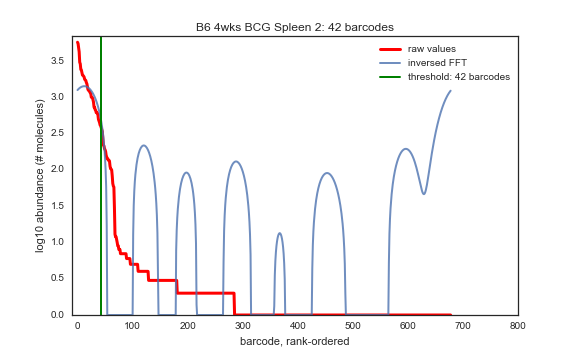 B6 4wks BCG Spleen 2: 42 barcodes
raw values
inversed FFT
threshold: 42 barcodes
log10 abundance (# molecules)
3.5
3.0
2.5
2.0
1.5
1.0
0.5
0.0
0 100 200 300 400 500 600 700 800
barcode, rank-ordered